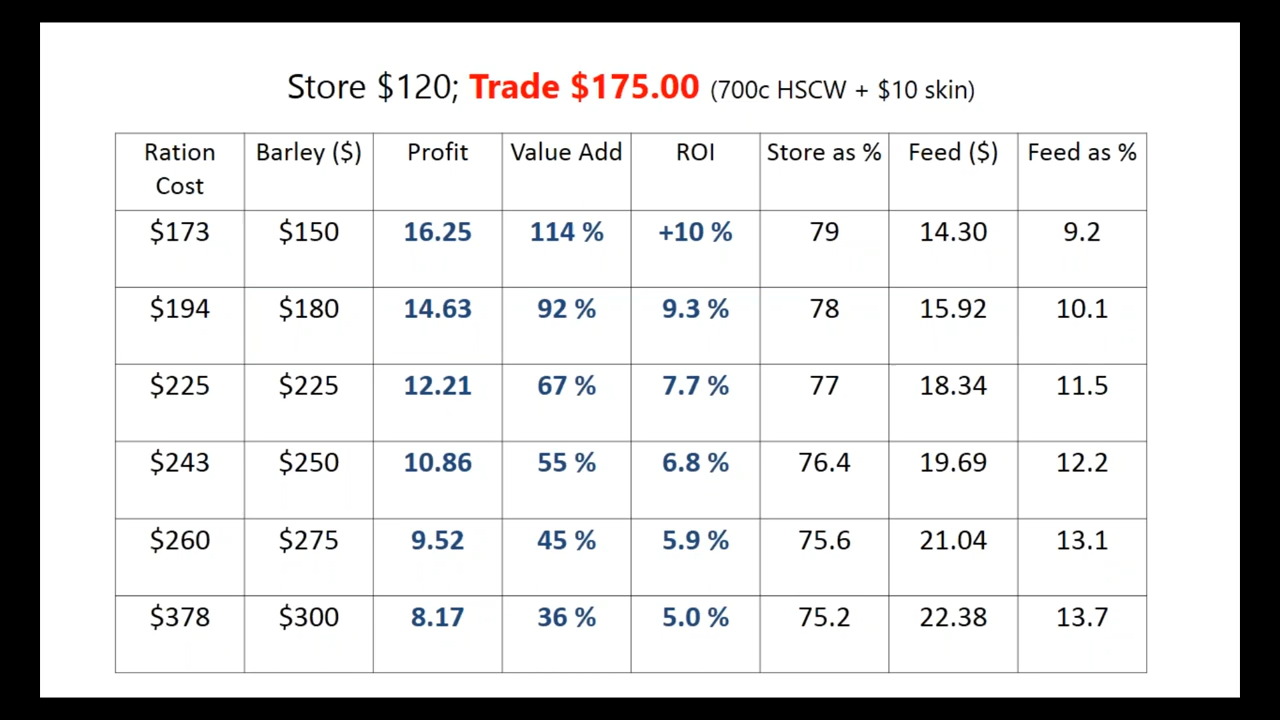 Store $120; Trade $175.00 (700c HSCW + $10 skin)
Ration Cost Barley ($) Profit Value Add ROI Store as % Feed ($) Feed as %
$173 $150 16.25 114 % +10 % 79 14.30 9.2
$194 $180 14.63 92 % 9.3 % 78 15.92 10.1
$225 $225 12.21 67 % 7.7 % 77 18.34 11.5
$243 $250 10.86 55 % 6.8 % 76.4 19.69 12.2
$260 $275 9.52 45 % 5.9 % 75.6 21.04 13.1
$378 $300 8.17 36 % 5.0 % 75.2 22.38 13.7